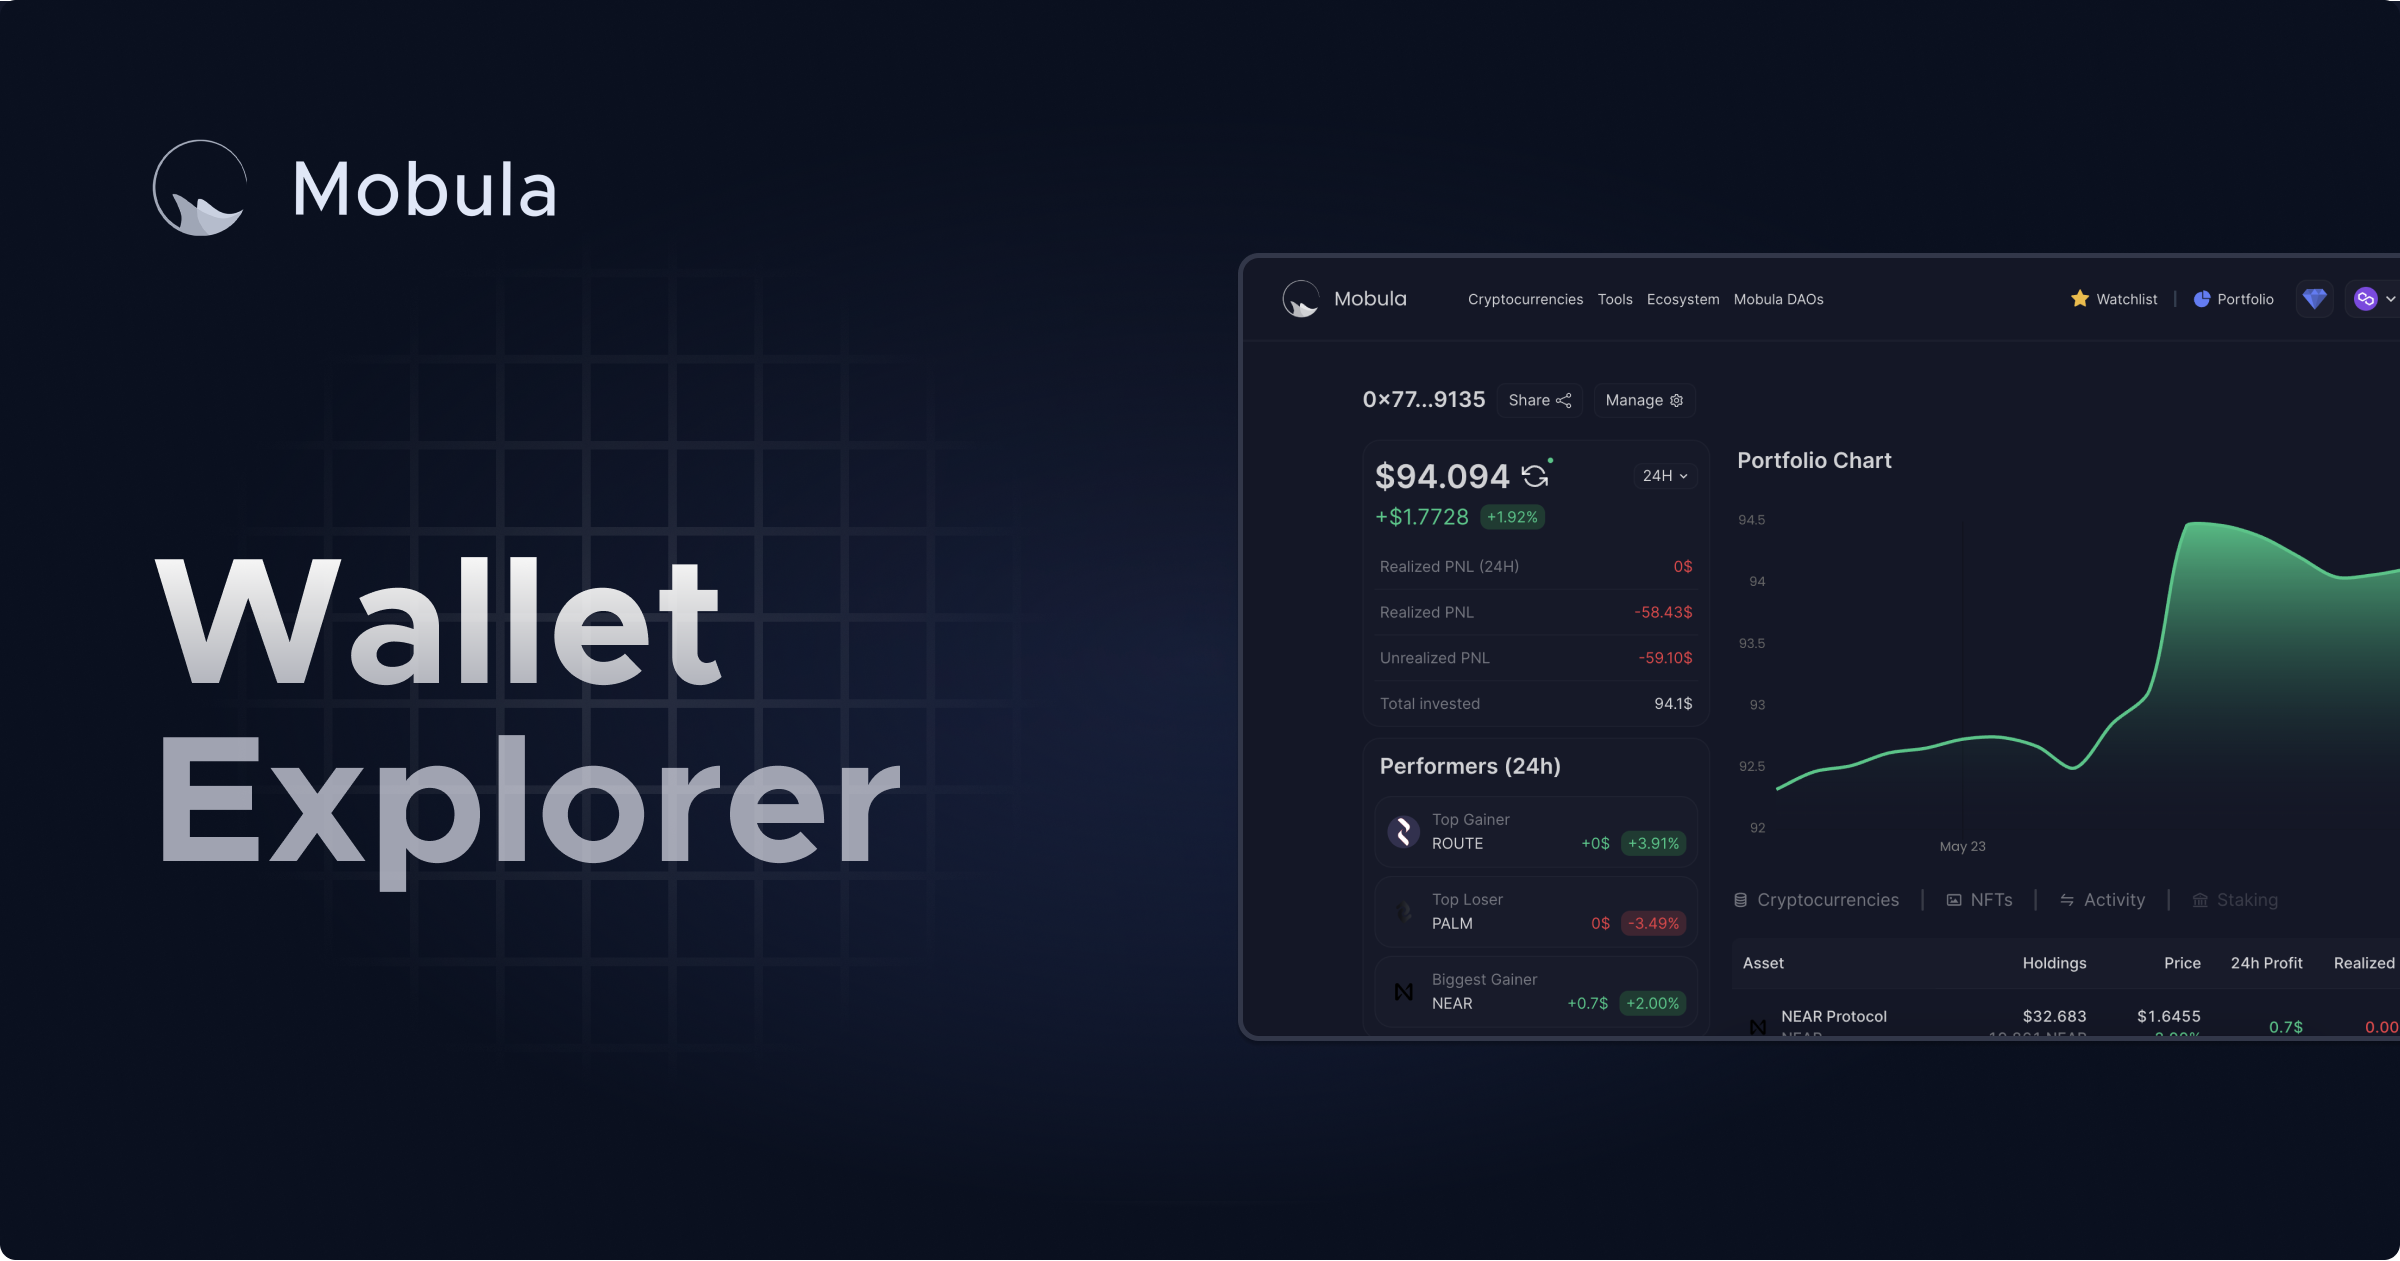 Mobula
Wallet
Explorer
Mobula
Cryptocurrencies Tools Ecosystem Mobula DAOs
Watchlist | Portfolio
0×77...9135 Share Manage
$94.094 24H
+$1.7728 +1.92%
Realized PNL (24H) 0$
Realized PNL -58.43$
Unrealized PNL -59.10$
Total invested 94.1$
Performers (24h)
Top Gainer
ROUTE +0$ +3.91%
Top Loser
PALM 0$ -3.49%
Biggest Gainer
NEAR +0.7$ +2.00%
Portfolio Chart
94.5
94
93.5
93
92.5
92
May 23
Cryptocurrencies | NFTs | Activity | Staking
Asset Holdings Price 24h Profit Realized
NEAR Protocol $32.683 $1.6455 0.7$ 0.00